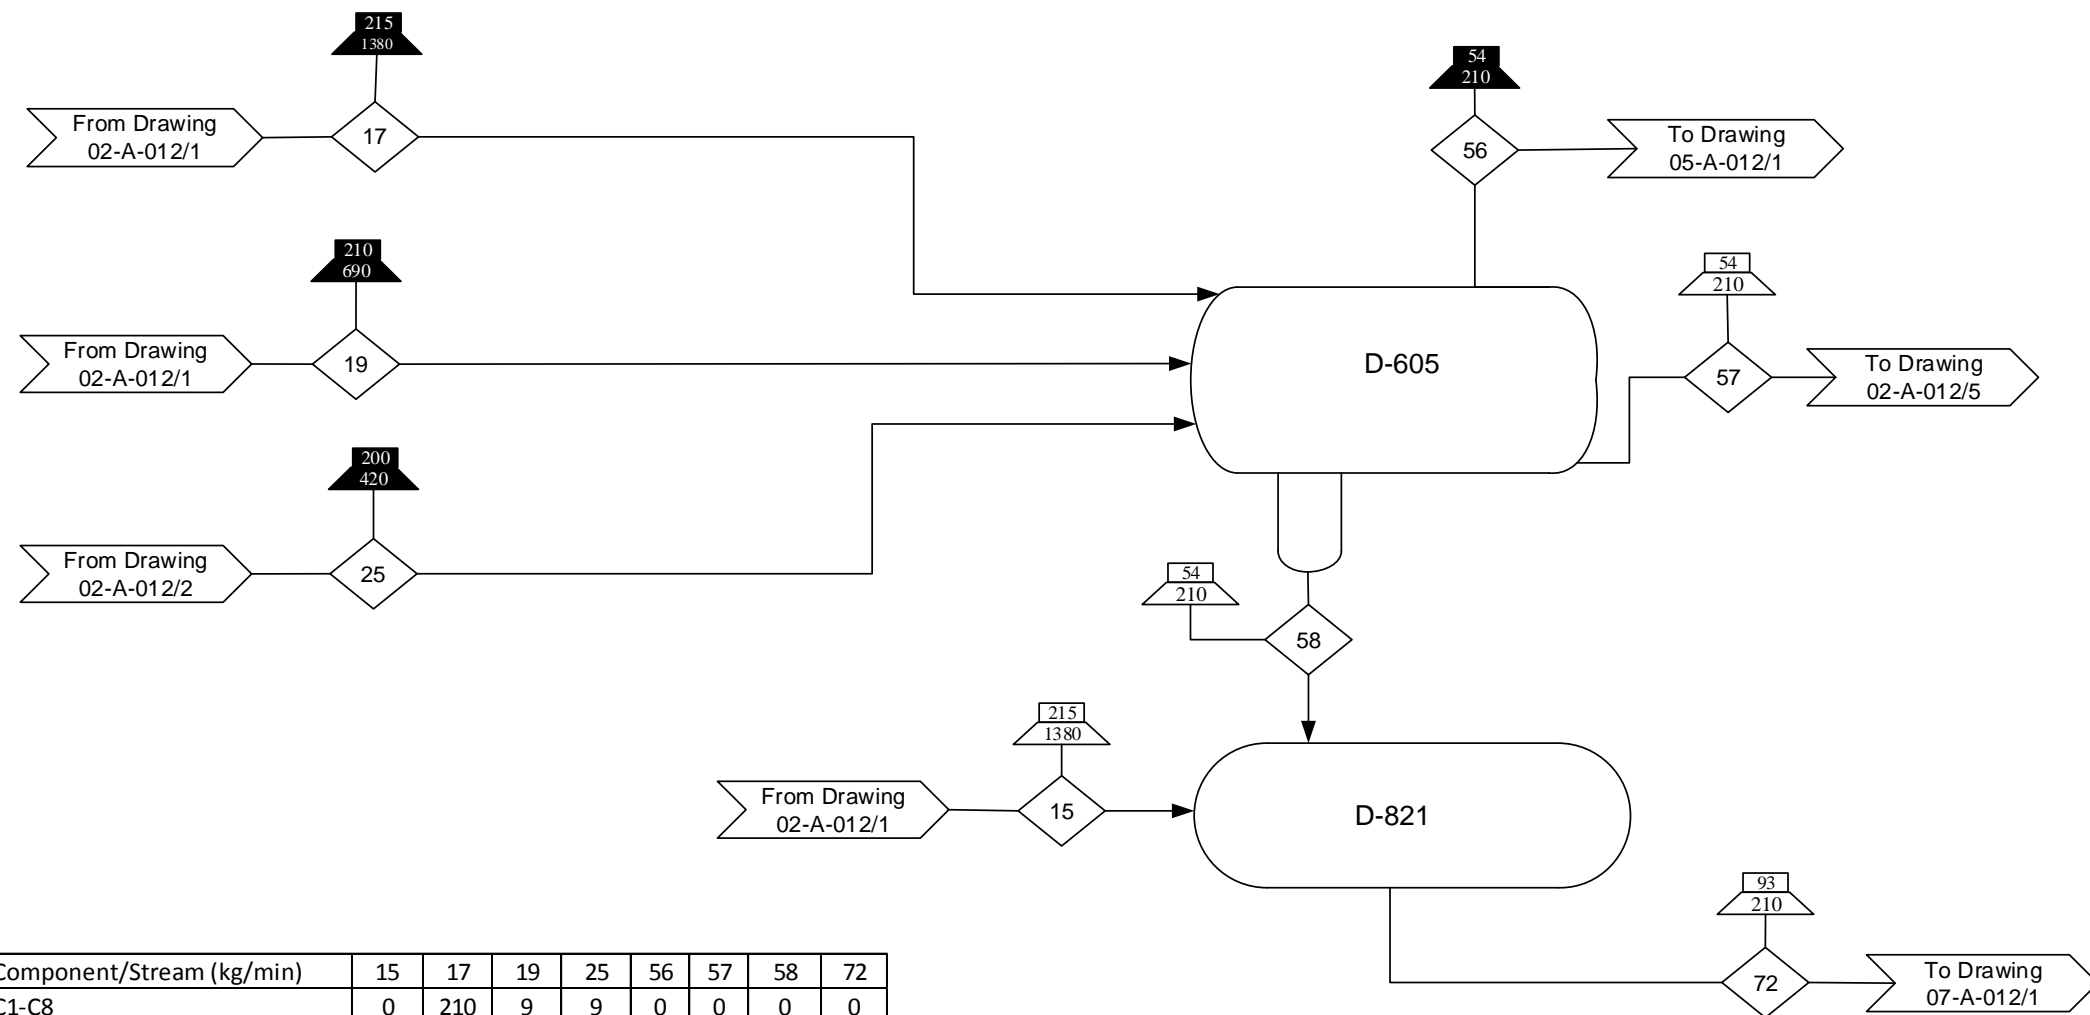 215
1380
From Drawing
02-A-012/1
17
54
210
56
To Drawing
05-A-012/1
210
690
From Drawing
02-A-012/1
19
D-605
54
210
57
To Drawing
02-A-012/5
200
420
From Drawing
02-A-012/2
25
54
210
58
215
1380
From Drawing
02-A-012/1
15
D-821
93
210
72
To Drawing
07-A-012/1
Component/Stream (kg/min) 15 17 19 25 56 57 58 72
C1-C8 0 210 9 9 0 0 0 0